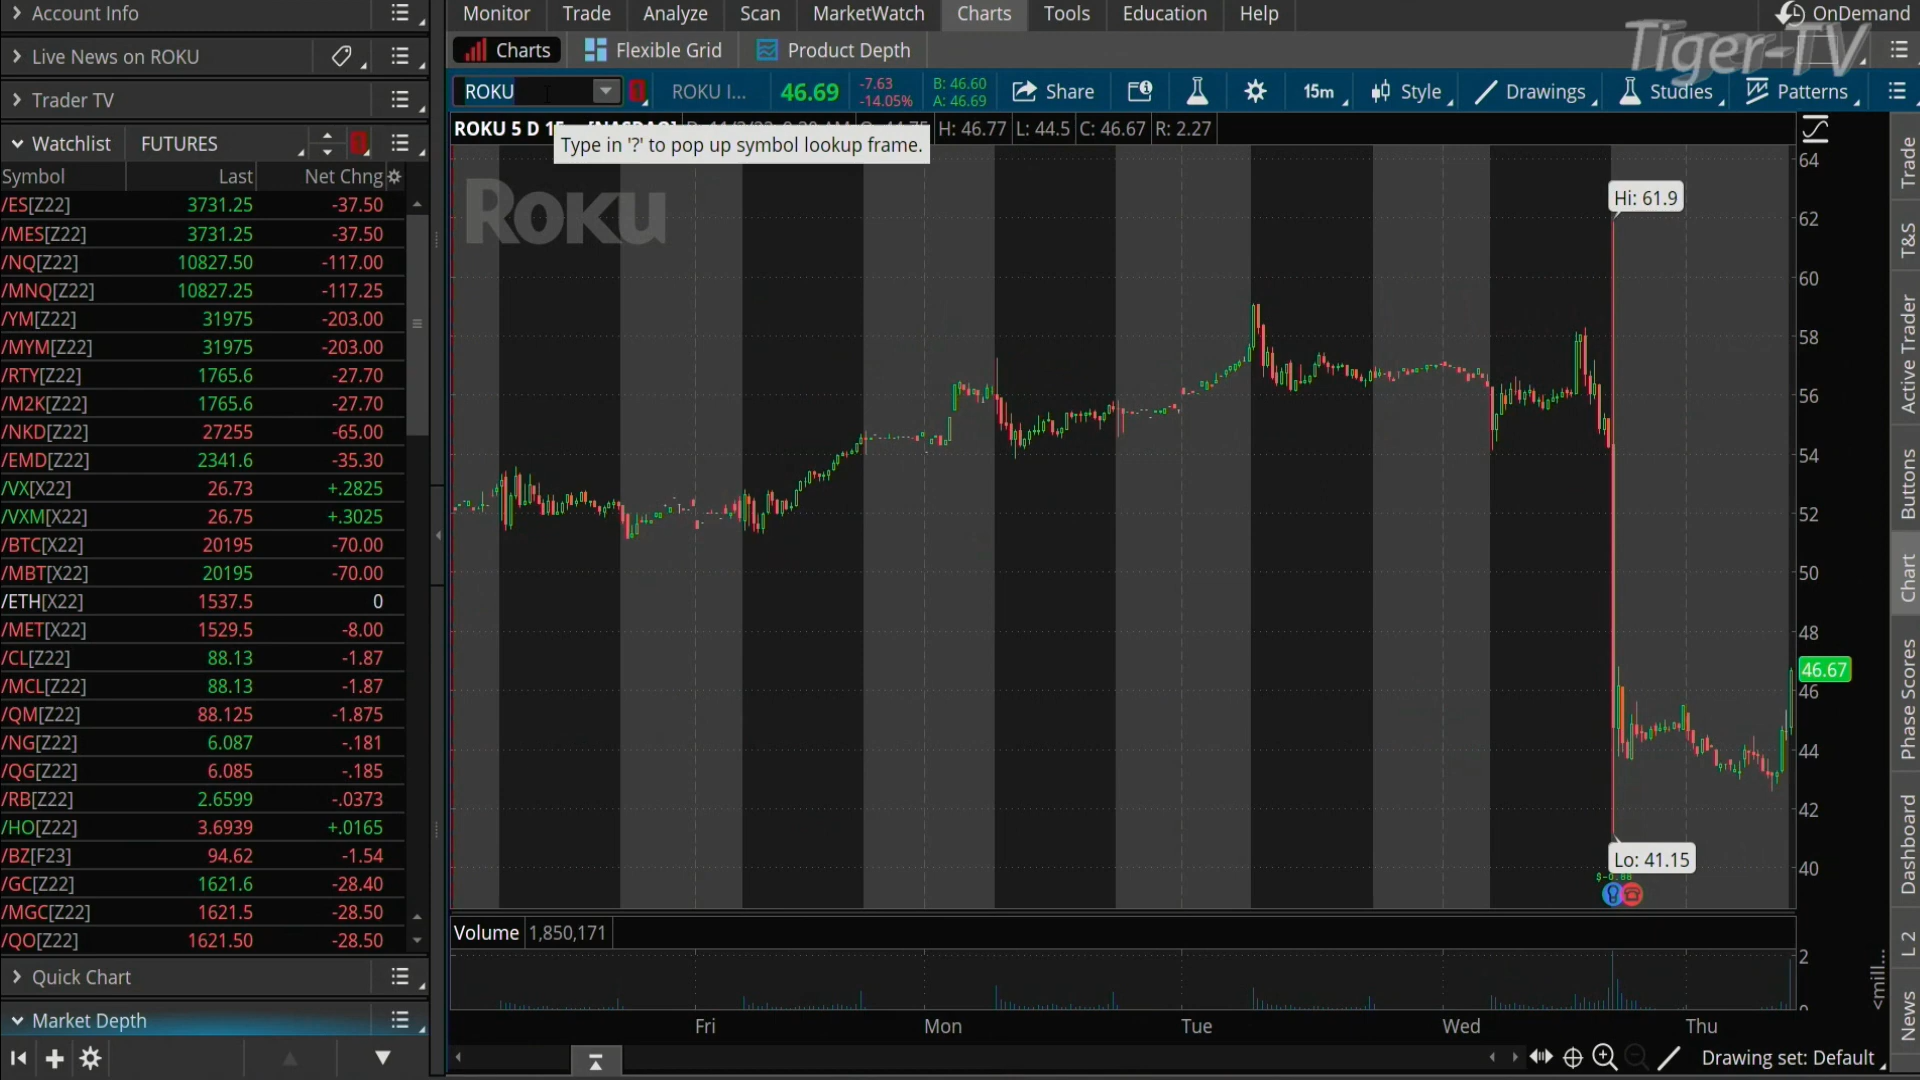 Account Info
Monitor Trade Analyze Scan MarketWatch Charts Tools Education Help OnDemand
Tiger-TV
Live News on ROKU
Charts Flexible Grid Product Depth
Trader TV
ROKU ROKU I... 46.69 -7.63 -14.05% B: 46.60 A: 46.69 Share 15m Style Drawings Studies Patterns
Watchlist FUTURES
ROKU 5 D 15 H: 46.77 L: 44.5 C: 46.67 R: 2.27
Type in '?' to pop up symbol lookup frame.
Symbol Last Net Chng
/ES[Z22] 3731.25 -37.50
/MES[Z22] 3731.25 -37.50
/NQ[Z22] 10827.50 -117.00
/MNQ[Z22] 10827.25 -117.25
/YM[Z22] 31975 -203.00
/MYM[Z22] 31975 -203.00
/RTY[Z22] 1765.6 -27.70
/M2K[Z22] 1765.6 -27.70
/NKD[Z22] 27255 -65.00
/EMD[Z22] 2341.6 -35.30
/VX[X22] 26.73 +.2825
/VXM[X22] 26.75 +.3025
/BTC[X22] 20195 -70.00
/MBT[X22] 20195 -70.00
/ETH[X22] 1537.5 0
/MET[X22] 1529.5 -8.00
/CL[Z22] 88.13 -1.87
/MCL[Z22] 88.13 -1.87
/QM[Z22] 88.125 -1.875
/NG[Z22] 6.087 -.181
/QG[Z22] 6.085 -.185
/RB[Z22] 2.6599 -.0373
/HO[Z22] 3.6939 +.0165
/BZ[F23] 94.62 -1.54
/GC[Z22] 1621.6 -28.40
/MGC[Z22] 1621.5 -28.50
/QO[Z22] 1621.50 -28.50
Quick Chart
Market Depth
ROKU
Hi: 61.9
Lo: 41.15
64
62
60
58
56
54
52
50
48
46.67
46
44
42
40
Volume 1,850,171
2
<mill...
Fri Mon Tue Wed Thu
Drawing set: Default
Trade
T&S
Active Trader
Buttons
Chart
Phase Scores
Dashboard
L 2
News